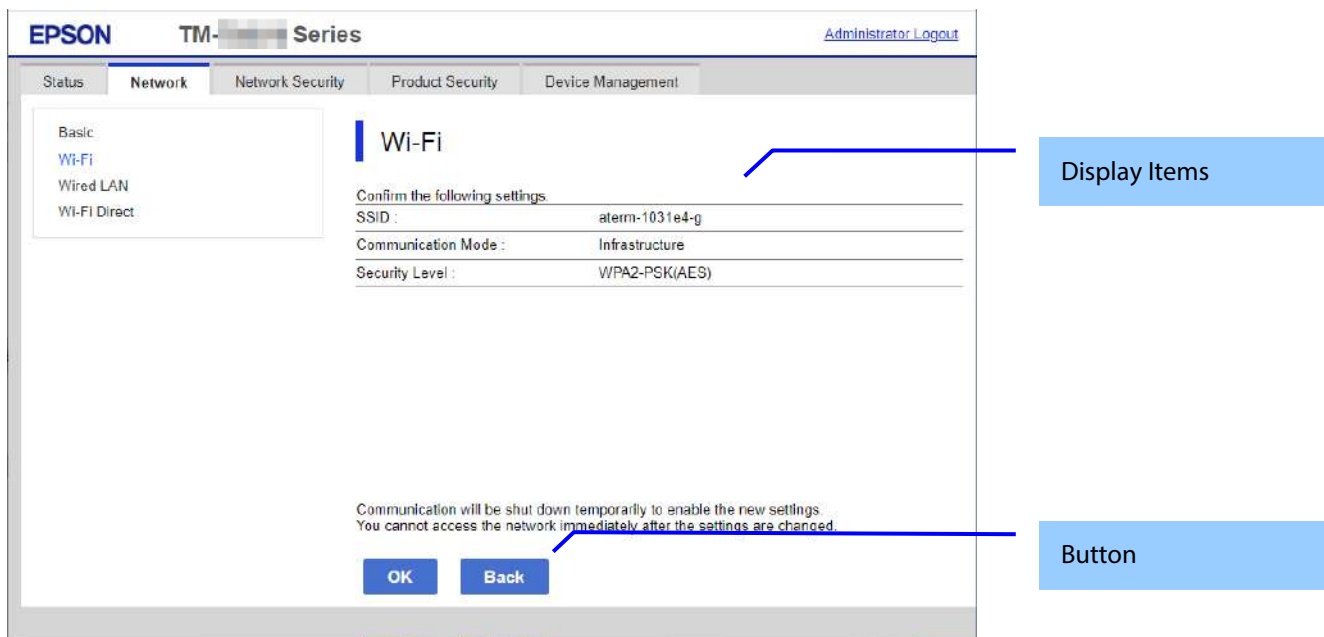 EPSON TM- Series Administrator Logout
Status Network Network Security Product Security Device Management
Basic
Wi-Fi
Wired LAN
Wi-Fi Direct
Wi-Fi
Confirm the following settings.
SSID : aterm-1031e4-g
Communication Mode : Infrastructure
Security Level : WPA2-PSK(AES)
Communication will be shut down temporarily to enable the new settings.
You cannot access the network immediately after the settings are changed.
OK Back
Display Items
Button